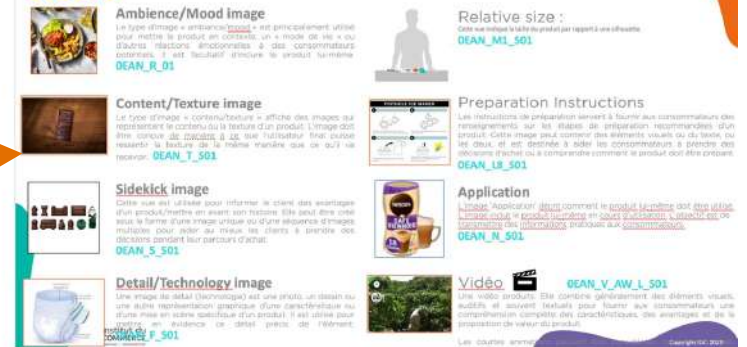 Ambience/Mood image
Le type d'image « ambiance/mood » est principalement utilisé
pour mettre le produit en contexte, un « mode de vie » ou
d'autres réactions émotionnelles à des consommateurs
potentiels. Il est facultatif d'inclure le produit lui-même.
0EAN_R_01
Content/Texture image
Le type d'image « contenu/texture » affiche des images qui
représentent le contenu ou la texture d'un produit. L'image doit
être conçue de manière à ce que l'utilisateur final puisse
ressentir la texture de la même manière que ce qu'il va
recevoir. 0EAN_T_S01
Sidekick image
Cette vue est utilisée pour informer le client des avantages
d'un produit/mettre en avant son histoire. Elle peut être créé
sous la forme d'une image unique ou d'une séquence d'images
multiples pour aider au mieux les clients à prendre des
décisions pendant leur parcours d'achat.
0EAN_S_S01
Detail/Technology image
Une image de détail (technologie) est une photo, un dessin ou
une autre représentation graphique d'une caractéristique ou
d'une mise en scène spécifique d'un produit. Il est utilisé pour
mettre en évidence ce détail précis de l'élément.
F_S01
Institut du
COMMERCE
Relative size :
Cette vue indique la taille du produit par rapport à une silhouette.
0EAN_M1_S01
Preparation Instructions
Les instructions de préparation servent à fournir aux consommateurs des
renseignements sur les étapes de préparation recommandées d'un
produit. Cette image peut contenir des éléments visuels ou du texte, ou
les deux, et est destinée à aider les consommateurs à prendre des
décisions d'achat ou à comprendre comment le produit doit être préparé.
0EAN_L8_S01
Application
L'image "Application" décrit comment le produit lui-même doit être utilisé.
L'image inclut le produit lui-même en cours d'utilisation. L'objectif est de
transmettre des informations pratiques aux consommateurs.
0EAN_N_S01
NESCAFÉ
CAFÉ
Vidéo 0EAN_V_AW_L_S01
Une vidéo produits. Elle combine généralement des éléments visuels,
auditifs et souvent textuels pour fournir aux consommateurs une
compréhension complète des caractéristiques, des avantages et de la
proposition de valeur du produit.
Les courtes
Copyright IDC 2023